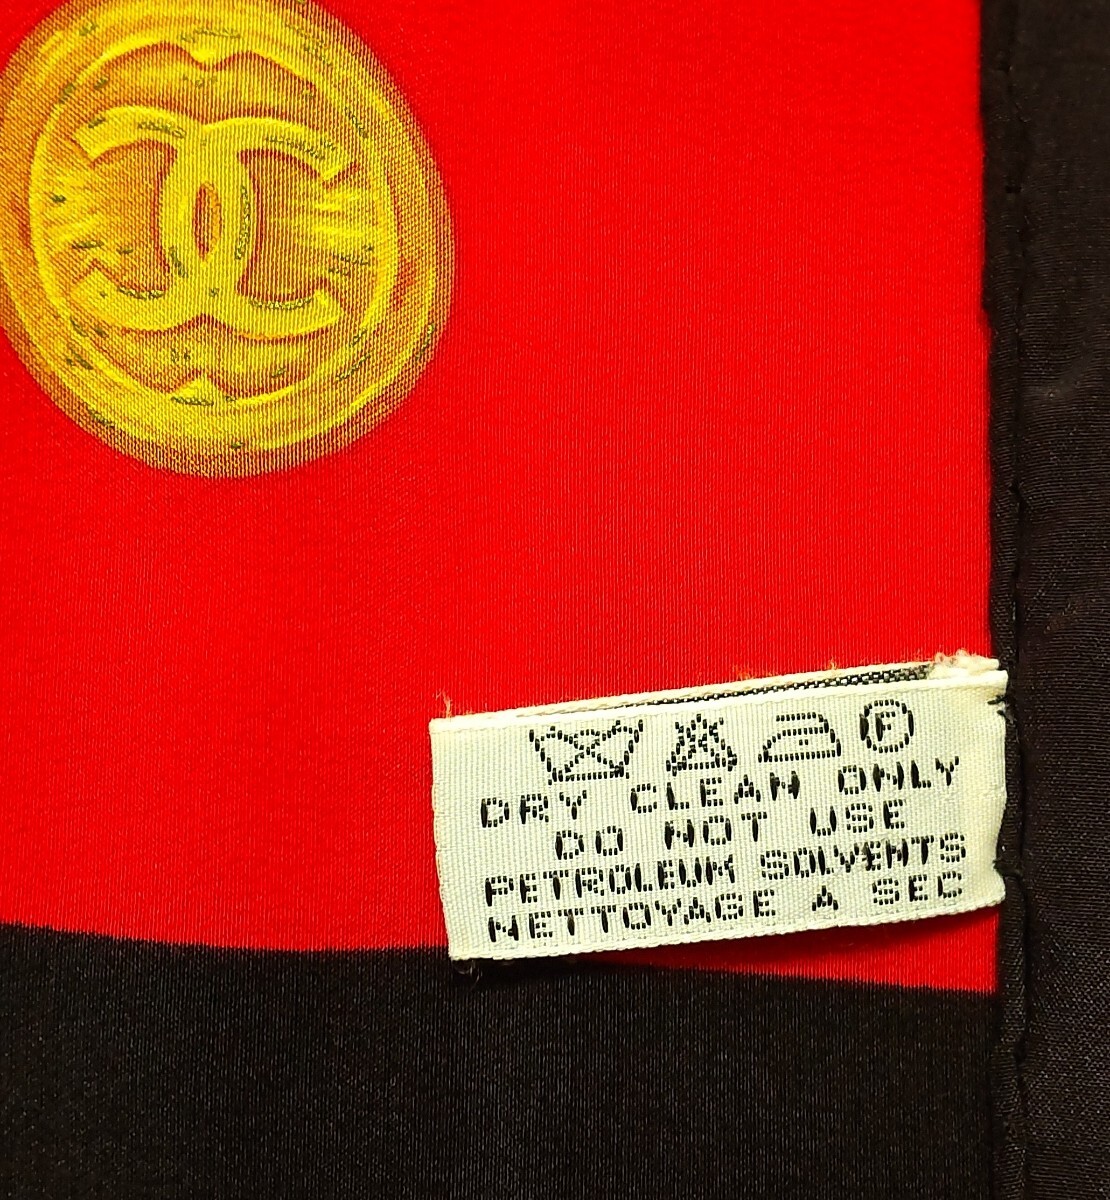 F
DRY CLEAN ONLY
DO NOT USE
PETROLEUM SOLVENTS
NETTOYAGE A SEC